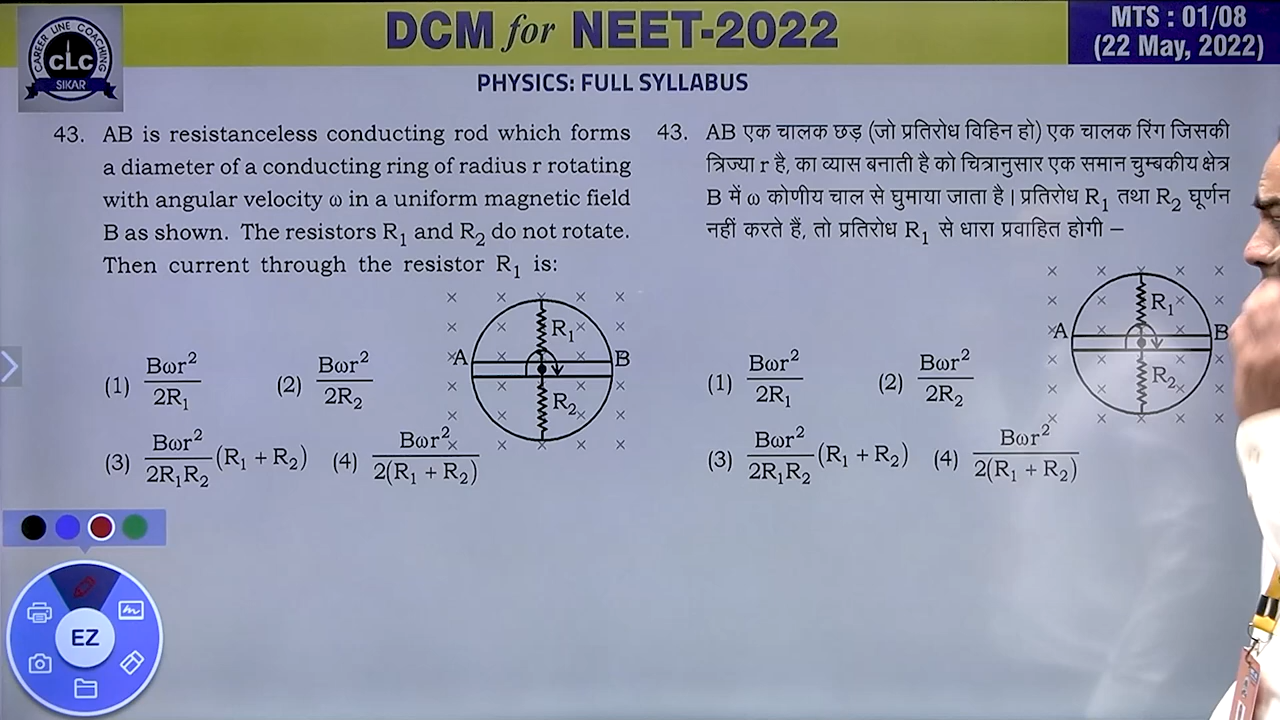 CAREER LINE COACHING
CLC
SIKAR
DCM for NEET-2022
MTS : 01/08
(22 May, 2022)
PHYSICS: FULL SYLLABUS
43. AB is resistanceless conducting rod which forms
a diameter of a conducting ring of radius r rotating
with angular velocity ω in a uniform magnetic field
B as shown. The resistors R₁ and R₂ do not rotate.
Then current through the resistor R₁ is:
A
B
R₁
R₂
(1) Bωr²/2R₁ (2) Bωr²/2R₂
(3) Bωr²/2R₁R₂ (R₁ + R₂) (4) Bωr²/2(R₁ + R₂)
43. AB एक चालक छड़ (जो प्रतिरोध विहिन हो) एक चालक रिंग जिसकी
त्रिज्या r है, का व्यास बनाती है को चित्रानुसार एक समान चुम्बकीय क्षेत्र
B में ω कोणीय चाल से घुमाया जाता है। प्रतिरोध R₁ तथा R₂ घूर्णन
नहीं करते हैं, तो प्रतिरोध R₁ से धारा प्रवाहित होगी –
A
B
R₁
R₂
(1) Bωr²/2R₁ (2) Bωr²/2R₂
(3) Bωr²/2R₁R₂ (R₁ + R₂) (4) Bωr²/2(R₁ + R₂)
EZ